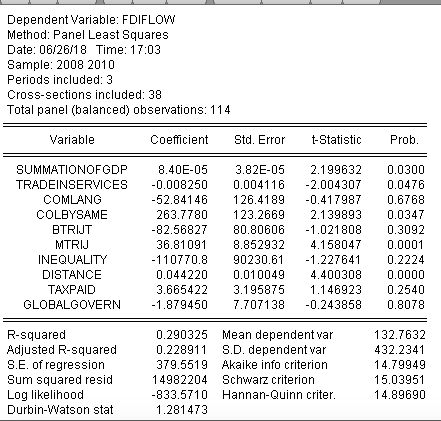 Dependent Variable: FDIFLOW
Method: Panel Least Squares
Date: 06/26/18 Time: 17:03
Sample: 2008 2010
Periods included: 3
Cross-sections included: 38
Total panel (balanced) observations: 114
Variable Coefficient Std. Error t-Statistic Prob.
SUMMATIONOFGDP 8.40E-05 3.82E-05 2.199632 0.0300
TRADEINSERVICES -0.008250 0.004116 -2.004307 0.0476
COMLANG -52.84146 126.4189 -0.417987 0.6768
COLBYSAME 263.7780 123.2669 2.139893 0.0347
BTRIJT -82.56827 80.80606 -1.021808 0.3092
MTRIJ 36.81091 8.852932 4.158047 0.0001
INEQUALITY -110770.8 90230.61 -1.227641 0.2224
DISTANCE 0.044220 0.010049 4.400308 0.0000
TAXPAID 3.665422 3.195875 1.146923 0.2540
GLOBALGOVERN -1.879450 7.707138 -0.243858 0.8078
R-squared 0.290325 Mean dependent var 132.7632
Adjusted R-squared 0.228911 S.D. dependent var 432.2341
S.E. of regression 379.5519 Akaike info criterion 14.79949
Sum squared resid 14982204 Schwarz criterion 15.03951
Log likelihood -833.5710 Hannan-Quinn criter. 14.89690
Durbin-Watson stat 1.281473